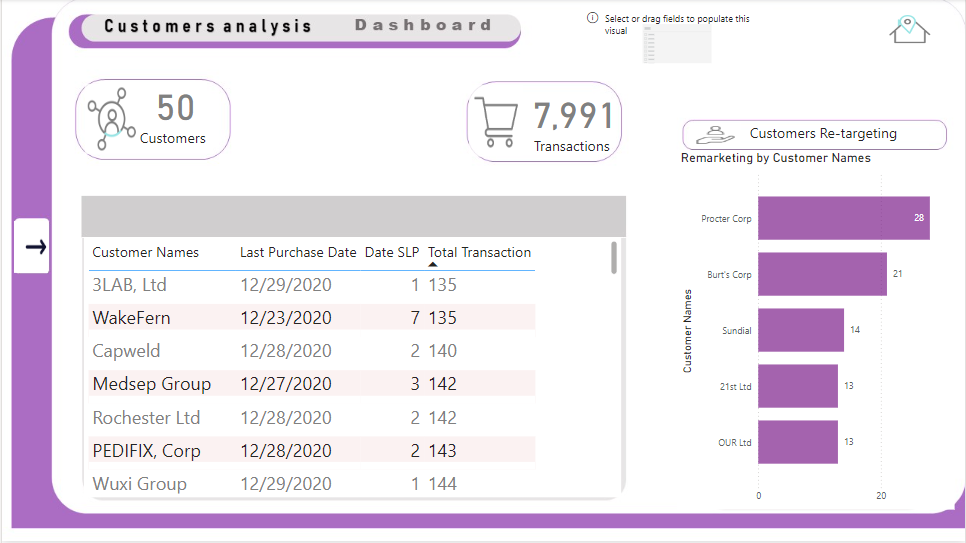 Customers analysis Dashboard
Select or drag fields to populate this
visual
50
Customers
7,991
Transactions
Customers Re-targeting
Remarketing by Customer Names
Customer Names Last Purchase Date Date SLP Total Transaction
3LAB, Ltd 12/29/2020 1 135
WakeFern 12/23/2020 7 135
Capweld 12/28/2020 2 140
Medsep Group 12/27/2020 3 142
Rochester Ltd 12/28/2020 2 142
PEDIFIX, Corp 12/28/2020 2 143
Wuxi Group 12/29/2020 1 144
Customer Names
Procter Corp 28
Burt's Corp 21
Sundial 14
21st Ltd 13
OUR Ltd 13
0 20